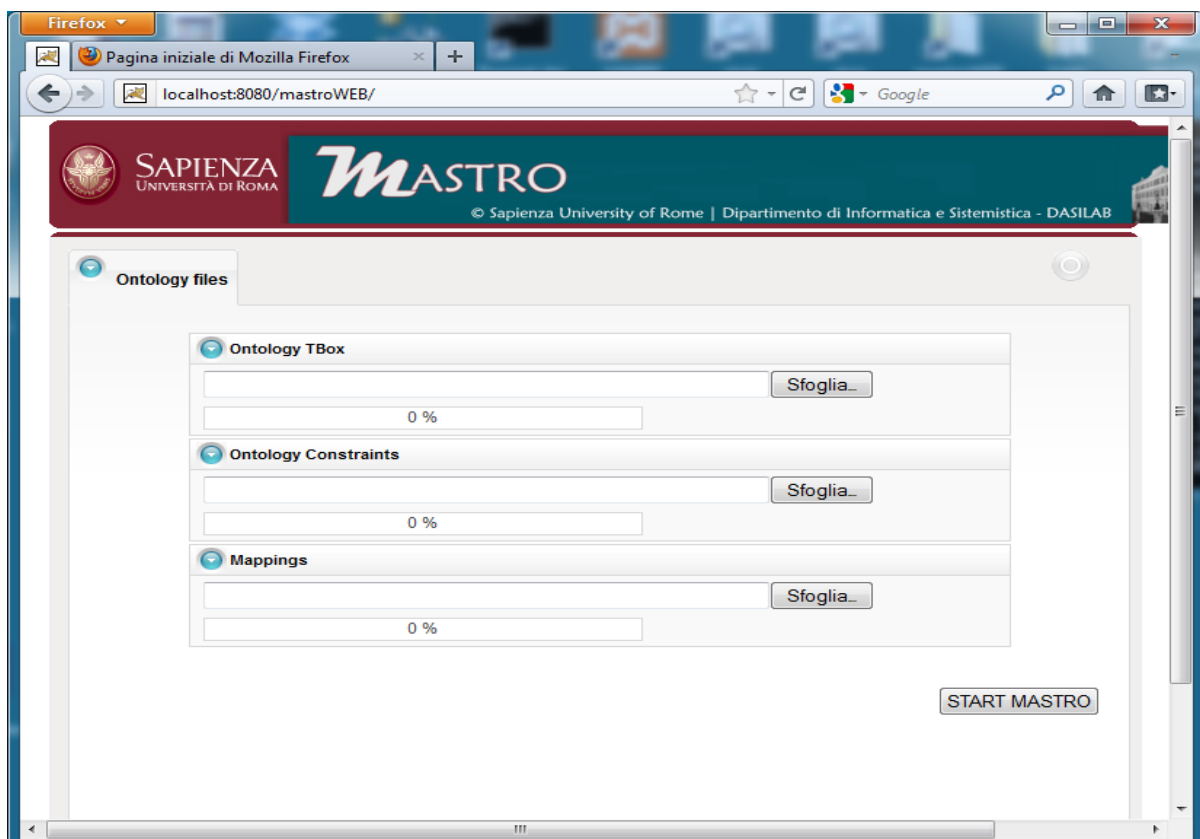 Firefox
Pagina iniziale di Mozilla Firefox
localhost:8080/mastroWEB/
Google
SAPIENZA
UNIVERSITÀ DI ROMA
MASTRO
© Sapienza University of Rome | Dipartimento di Informatica e Sistemistica - DASILAB
Ontology files
Ontology TBox
Sfoglia...
0 %
Ontology Constraints
Sfoglia...
0 %
Mappings
Sfoglia...
0 %
START MASTRO